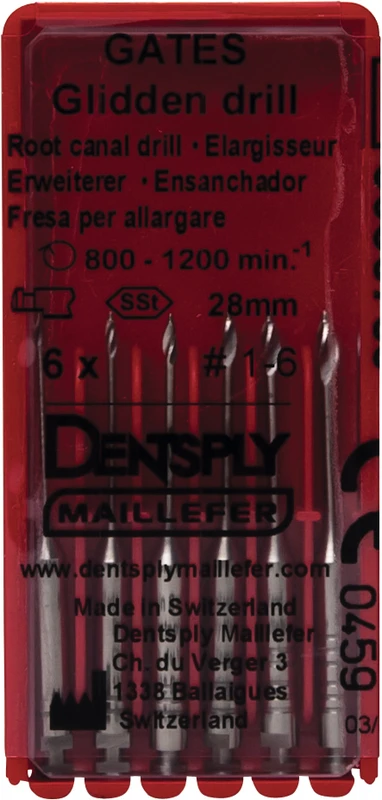 GATES
Glidden drill
Root canal drill · Elargisseur
Erweiterer · Ensanchador
Fresa per allargare
800 - 1200 min.-1
SSt 28mm
6 x # 1-6
DENTSPLY
MAILLEFER
www.dentsplymaillefer.com
Made in Switzerland
Dentsply Maillefer
Ch. du Verger 3
1338 Ballaigues
Switzerland
CE 0459
03/